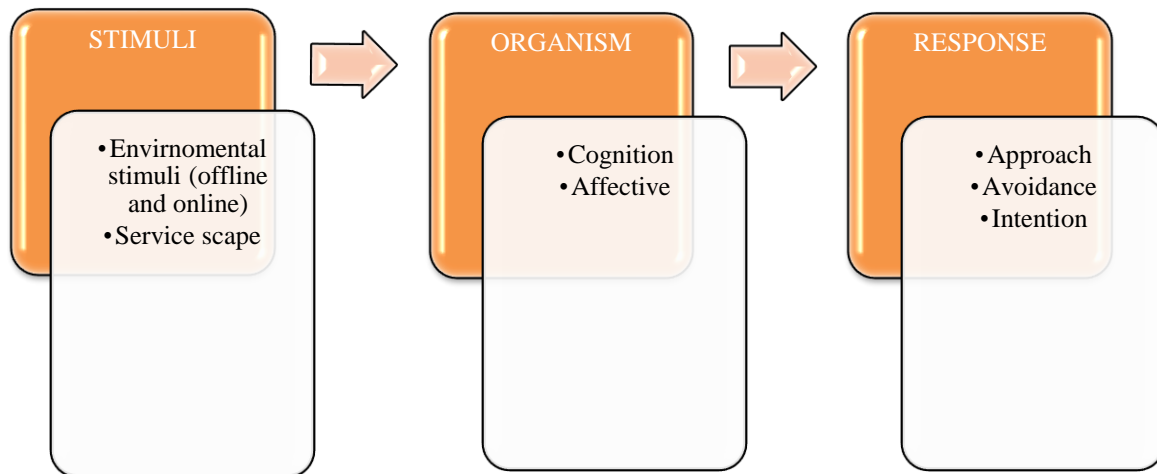 STIMULI
•Envirnomental
stimuli (offline
and online)
•Service scape
ORGANISM
•Cognition
•Affective
RESPONSE
•Approach
•Avoidance
•Intention